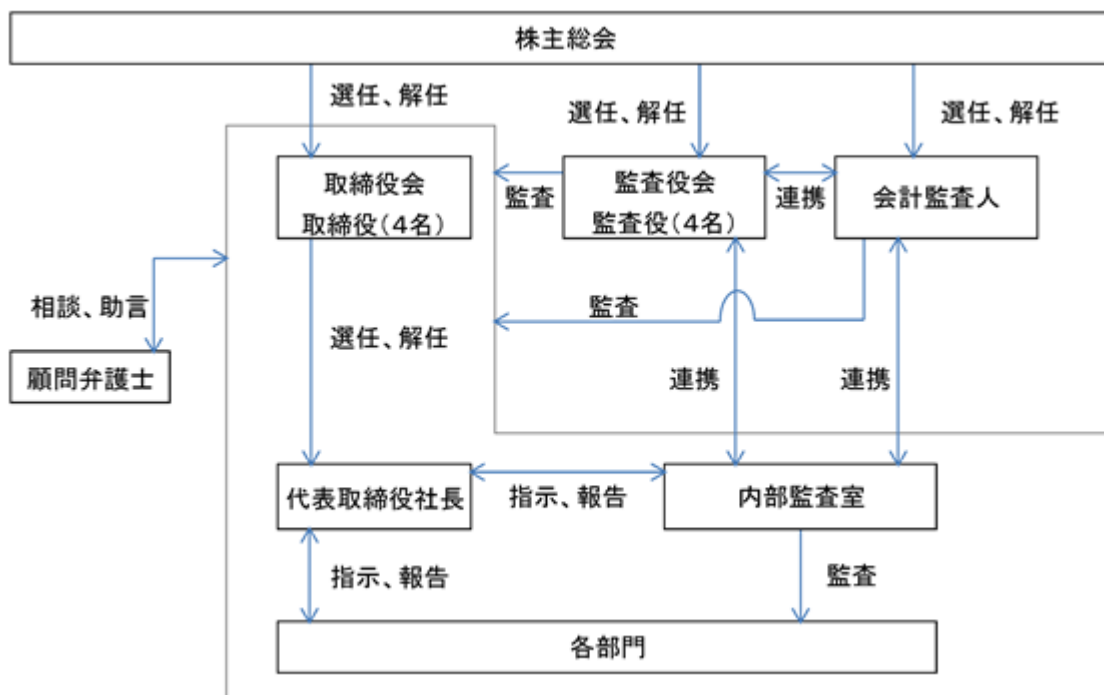 株主総会
選任、解任
選任、解任
選任、解任
取締役会
取締役(4名)
監査
監査役会
監査役(4名)
連携
会計監査人
相談、助言
監査
顧問弁護士
選任、解任
連携
連携
代表取締役社長
指示、報告
内部監査室
指示、報告
監査
各部門